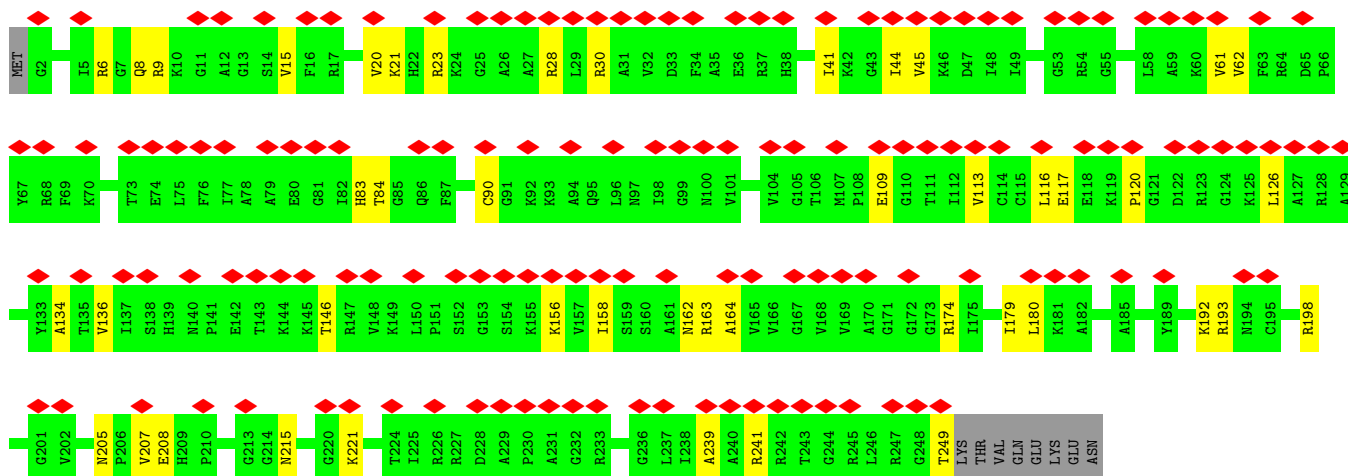 MET G2 I5 R6 G7 Q8 R9 K10 G11 A12 G13 S14 V15 F16 R17 V20 K21 H22 R23 K24 G25 A26 A27 R28 L29 R30 A31 V32 D33 F34 A35 E36 R37 H38 I41 K42 G43 I44 V45 K46 D47 I48 I49 G53 R54 G55 L58 A59 K60 V61 V62 F63 R64 D65 P66
Y67 R68 F69 K70 T73 E74 L75 F76 I77 A78 A79 E80 G81 I82 H83 T84 G85 Q86 F87 C90 G91 K92 K93 A94 Q95 L96 N97 I98 G99 N100 V101 V104 G105 T106 M107 P108 E109 G110 T111 I112 V113 C114 C115 L116 E117 E118 K119 P120 G121 D122 R123 G124 K125 L126 A127 R128 A129
Y133 A134 T135 V136 I137 S138 H139 N140 P141 E142 T143 K144 K145 T146 R147 V148 K149 L150 P151 S152 G153 S154 K155 K156 V157 I158 S159 S160 A161 N162 R163 A164 V165 V166 G167 V168 V169 A170 G171 G172 G173 R174 I175 I179 L180 K181 A182 A185 Y189 K192 R193 N194 C195 R198
G201 V202 N205 P206 V207 E208 H209 P210 G213 G214 N215 G220 K221 T224 I225 R226 R227 D228 A229 P230 A231 G232 R233 G236 L237 I238 A239 A240 R241 R242 T243 G244 R245 L246 R247 G248 T249 LYS THR VAL GLN GLU LYS GLU ASN